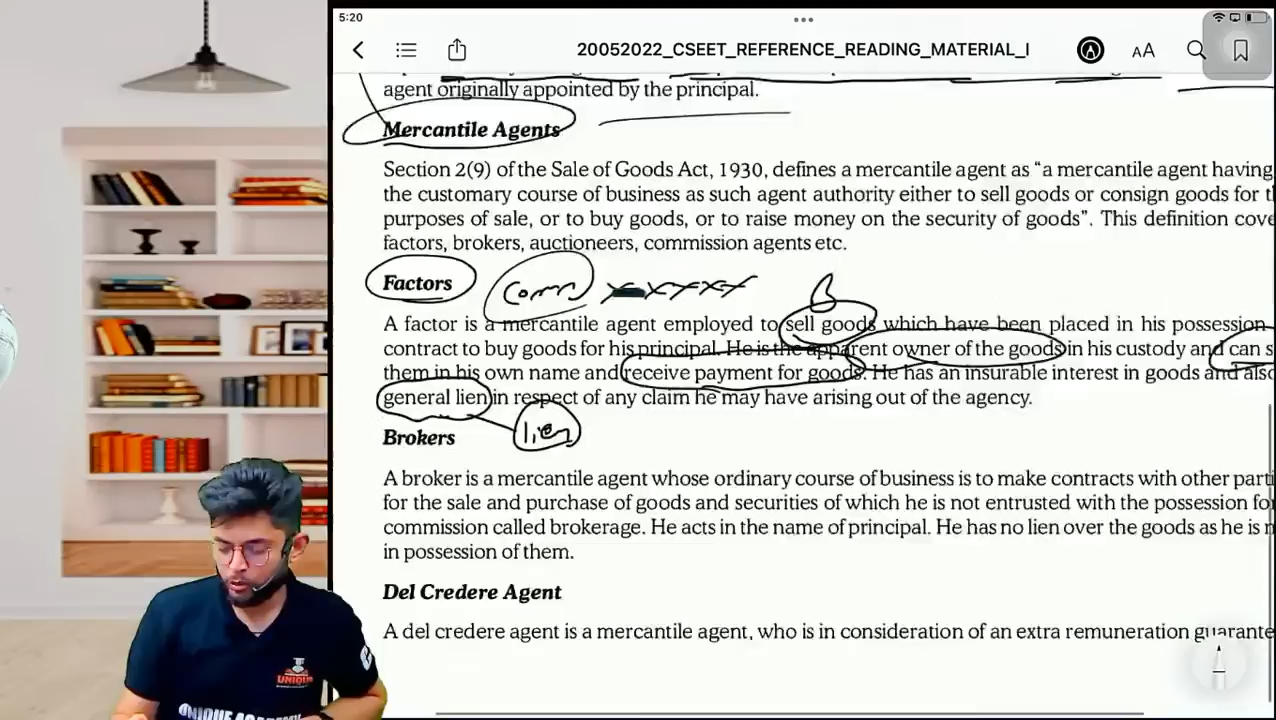 5:20
20052022_CSEET_REFERENCE_READING_MATERIAL_I
AA
agent originally appointed by the principal.
Mercantile Agents
Section 2(9) of the Sale of Goods Act, 1930, defines a mercantile agent as “a mercantile agent having
the customary course of business as such agent authority either to sell goods or consign goods for t
purposes of sale, or to buy goods, or to raise money on the security of goods”. This definition cove
factors, brokers, auctioneers, commission agents etc.
Factors
A factor is a mercantile agent employed to sell goods which have been placed in his possession
contract to buy goods for his principal. He is the apparent owner of the goods in his custody and can s
them in his own name and receive payment for goods. He has an insurable interest in goods and also
general lien in respect of any claim he may have arising out of the agency.
lien
Brokers
A broker is a mercantile agent whose ordinary course of business is to make contracts with other parti
for the sale and purchase of goods and securities of which he is not entrusted with the possession fo
commission called brokerage. He acts in the name of principal. He has no lien over the goods as he is n
in possession of them.
Del Credere Agent
A del credere agent is a mercantile agent, who is in consideration of an extra remuneration guarante
UNIQUE
UNIQUE ACADEMY